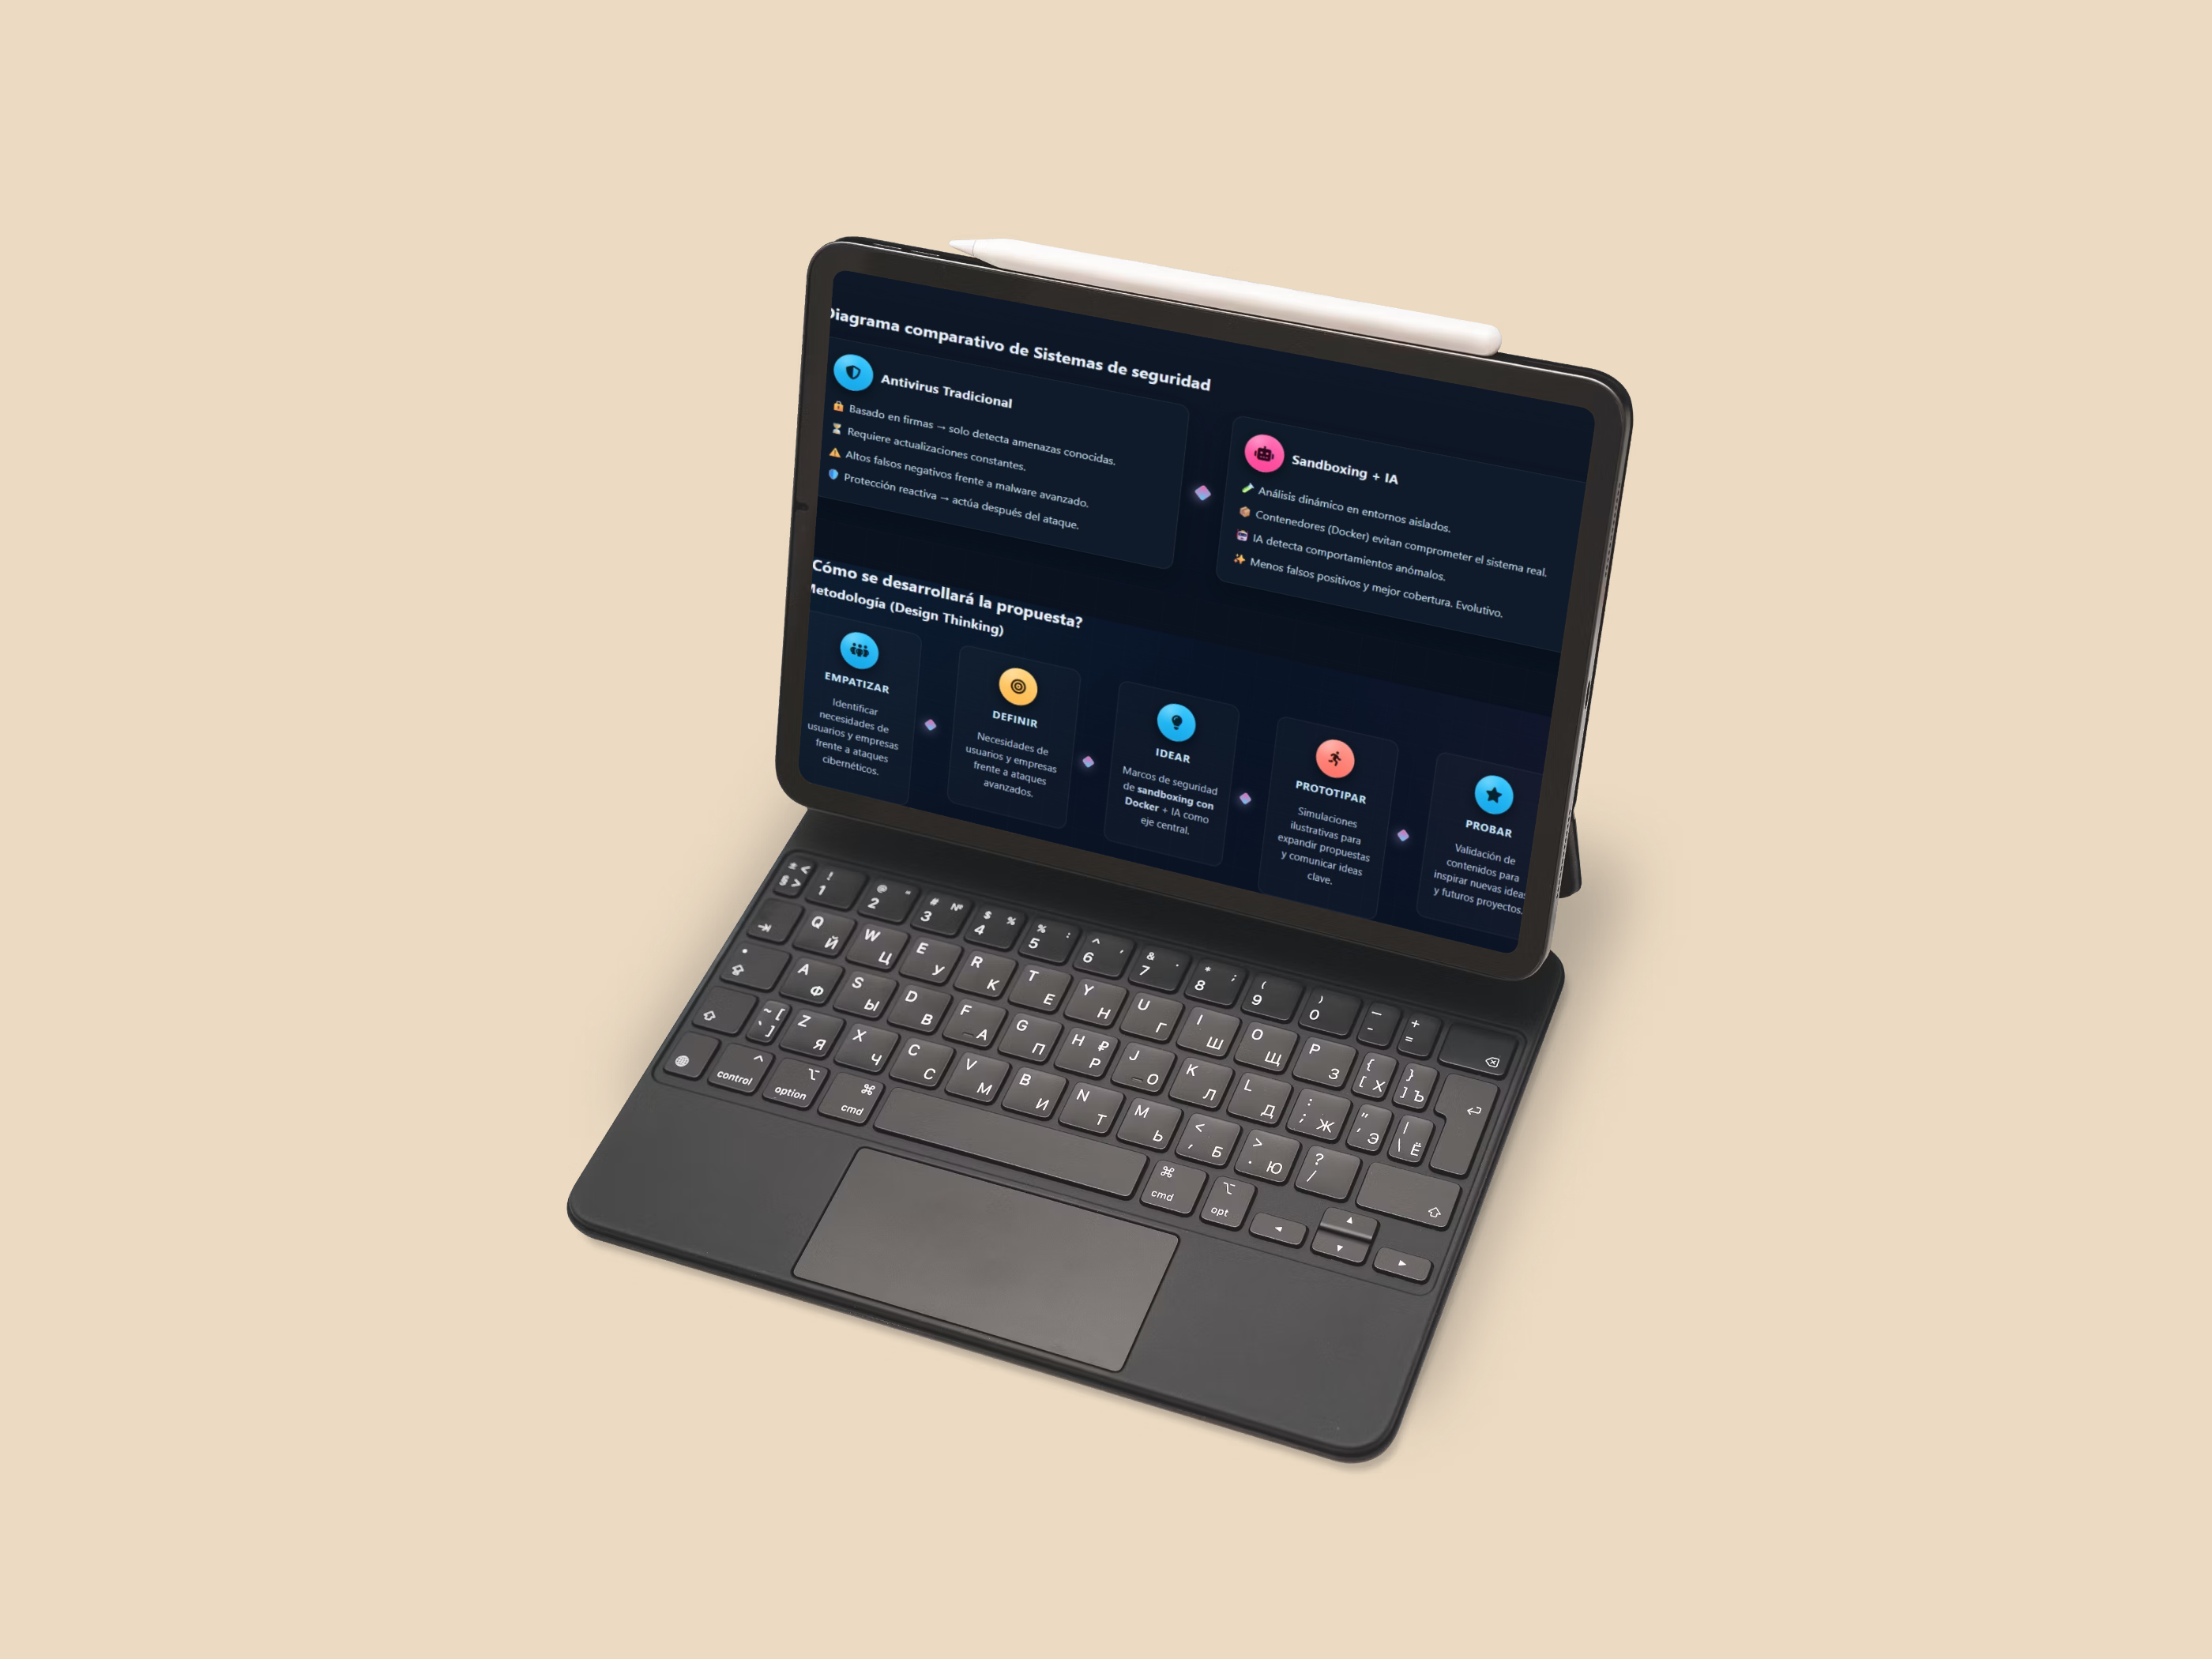 Diagrama comparativo de Sistemas de seguridad
Antivirus Tradicional
Basado en firmas → solo detecta amenazas conocidas.
Requiere actualizaciones constantes.
Altos falsos negativos frente a malware avanzado.
Protección reactiva → actúa después del ataque.
Sandboxing + IA
Análisis dinámico en entornos aislados.
Contenedores (Docker) evitan comprometer el sistema real.
IA detecta comportamientos anómalos.
Menos falsos positivos y mejor cobertura. Evolutivo.
Cómo se desarrollará la propuesta?
Metodología (Design Thinking)
EMPATIZAR
Identificar
necesidades de
usuarios y empresas
frente a ataques
cibernéticos.
DEFINIR
Necesidades de
usuarios y empresas
frente a ataques
avanzados.
IDEAR
Marcos de seguridad
de sandboxing con
Docker + IA como
eje central.
PROTOTIPAR
Simulaciones
ilustrativas para
expandir propuestas
y comunicar ideas
clave.
PROBAR
Validación de
contenidos para
inspirar nuevas ideas
y futuros proyectos.
± < § > ! 1 @ " 2 # № 3 $ % 4 % : 5 ^ , 6 & . 7 * ; 8 ( 9 ) 0 — - + =
Q Й W Ц E У R К T Е Y Н U Г I Ш O Щ P З { [ Х } ] Ъ
A Ф S Ы D В F А G П H ₽ Р J О K Л L Д : ; Ж " ' Э | \ Ё
~ [ ` ] Z Я X Ч C С V М B И N Т M Ь < , Б > . Ю ? /
control option cmd cmd opt